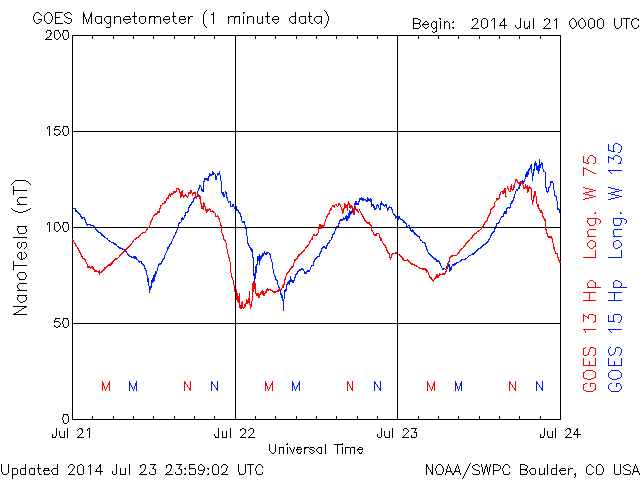 GOES Magnetometer (1 minute data)
Begin: 2014 Jul 21 0000 UTC
200
150
100
50
0
NanoTesla (nT)
M M N N M M N N M M N N
Jul 21 Jul 22 Jul 23 Jul 24
Universal Time
GOES 13 Hp Long. W 75
GOES 15 Hp Long. W 135
Updated 2014 Jul 23 23:59:02 UTC
NOAA/SWPC Boulder, CO USA